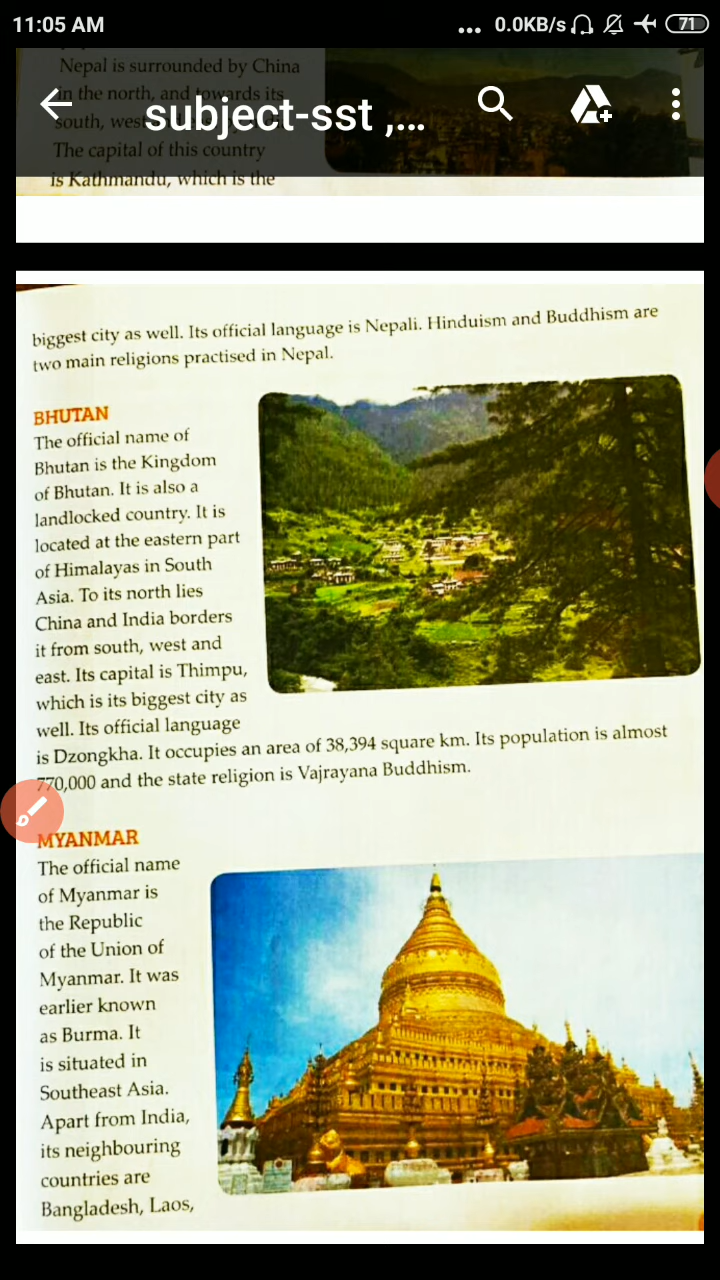 11:05 AM
... 0.0KB/s 71
Nepal is surrounded by China
in the north, and towards its
south, west
subject-sst ,...
The capital of this country
is Kathmandu, which is the
biggest city as well. Its official language is Nepali. Hinduism and Buddhism are
two main religions practised in Nepal.
BHUTAN
The official name of
Bhutan is the Kingdom
of Bhutan. It is also a
landlocked country. It is
located at the eastern part
of Himalayas in South
Asia. To its north lies
China and India borders
it from south, west and
east. Its capital is Thimpu,
which is its biggest city as
well. Its official language
is Dzongkha. It occupies an area of 38,394 square km. Its population is almost
770,000 and the state religion is Vajrayana Buddhism.
MYANMAR
The official name
of Myanmar is
the Republic
of the Union of
Myanmar. It was
earlier known
as Burma. It
is situated in
Southeast Asia.
Apart from India,
its neighbouring
countries are
Bangladesh, Laos,